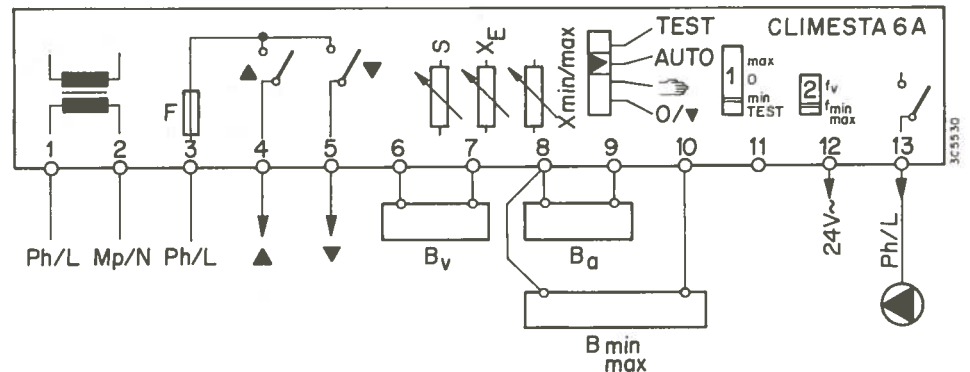 CLIMESTA 6A
TEST
AUTO
O/▼
S
XE
Xmin/max
1
max
O
min
TEST
2
fv
fmin
max
F
▲
▼
1 2 3 4 5 6 7 8 9 10 11 12 13
3C5530
Ph/L Mp/N Ph/L
▲
▼
Bv
Ba
24V~
Ph/L
B min
max